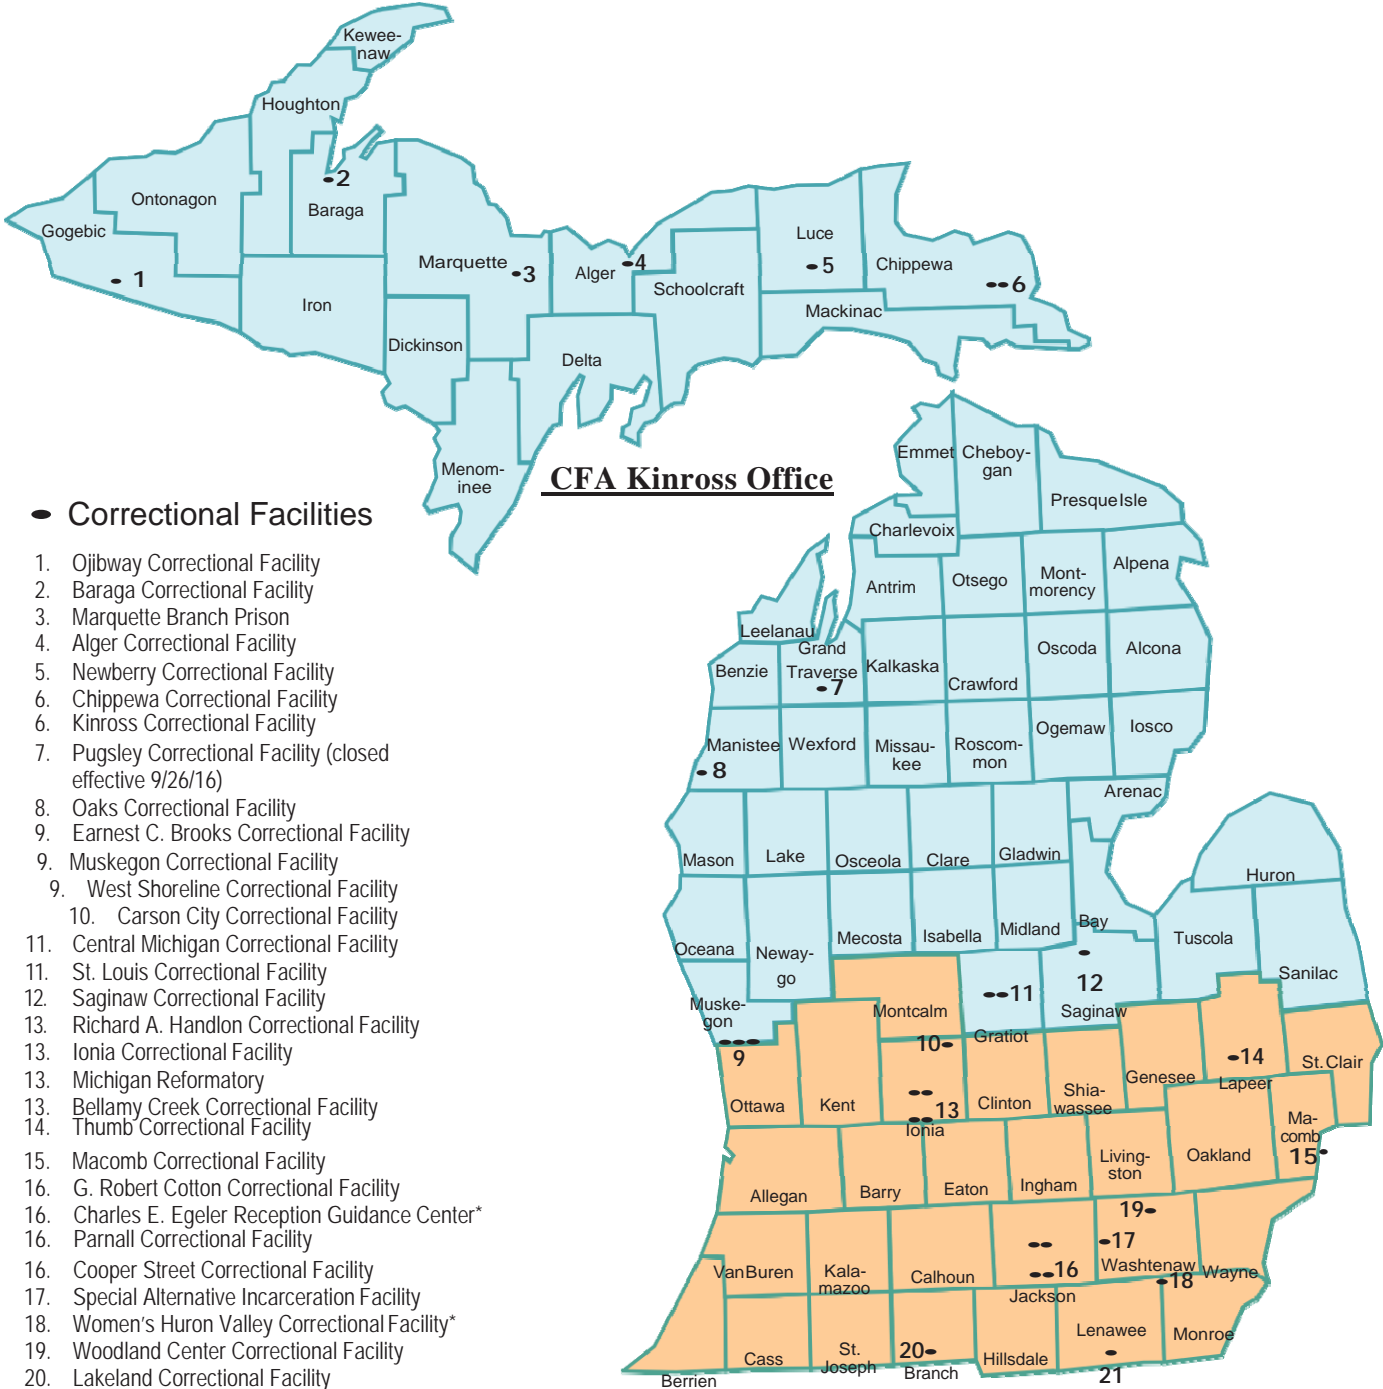 Kewee-
naw
Houghton
Ontonagon
2
Baraga
Gogebic
1
Iron
Marquette
3
Alger
4
Luce
5
Chippewa
6
Schoolcraft
Mackinac
Dickinson
Delta
Menom-
inee
CFA Kinross Office
Correctional Facilities
1. Ojibway Correctional Facility
2. Baraga Correctional Facility
3. Marquette Branch Prison
4. Alger Correctional Facility
5. Newberry Correctional Facility
6. Chippewa Correctional Facility
6. Kinross Correctional Facility
7. Pugsley Correctional Facility (closed
effective 9/26/16)
8. Oaks Correctional Facility
9. Earnest C. Brooks Correctional Facility
9. Muskegon Correctional Facility
9. West Shoreline Correctional Facility
10. Carson City Correctional Facility
11. Central Michigan Correctional Facility
11. St. Louis Correctional Facility
12. Saginaw Correctional Facility
13. Richard A. Handlon Correctional Facility
13. Ionia Correctional Facility
13. Michigan Reformatory
13. Bellamy Creek Correctional Facility
14. Thumb Correctional Facility
15. Macomb Correctional Facility
16. G. Robert Cotton Correctional Facility
16. Charles E. Egeler Reception Guidance Center*
16. Parnall Correctional Facility
16. Cooper Street Correctional Facility
17. Special Alternative Incarceration Facility
18. Women's Huron Valley Correctional Facility*
19. Woodland Center Correctional Facility
20. Lakeland Correctional Facility
Emmet
Cheboy-
gan
Presque Isle
Charlevoix
Antrim
Otsego
Mont-
morency
Alpena
Leelanau
Benzie
Grand
Traverse
7
Kalkaska
Crawford
Oscoda
Alcona
Manistee
8
Wexford
Missau-
kee
Roscom-
mon
Ogemaw
Iosco
Arenac
Mason
Lake
Osceola
Clare
Gladwin
Huron
Oceana
Neway-
go
Mecosta
Isabella
Midland
Bay
Tuscola
Sanilac
Muske-
gon
9
Montcalm
11
Gratiot
12
Saginaw
10
Ottawa
Kent
13
Ionia
Clinton
Shia-
wassee
Genesee
14
Lapeer
St. Clair
Ma-
comb
15
Allegan
Barry
Eaton
Ingham
Living-
ston
Oakland
19
17
Washtenaw
18
Wayne
VanBuren
Kala-
mazoo
Calhoun
16
Jackson
Berrien
Cass
St.
Joseph
20
Branch
Hillsdale
Lenawee
21
Monroe